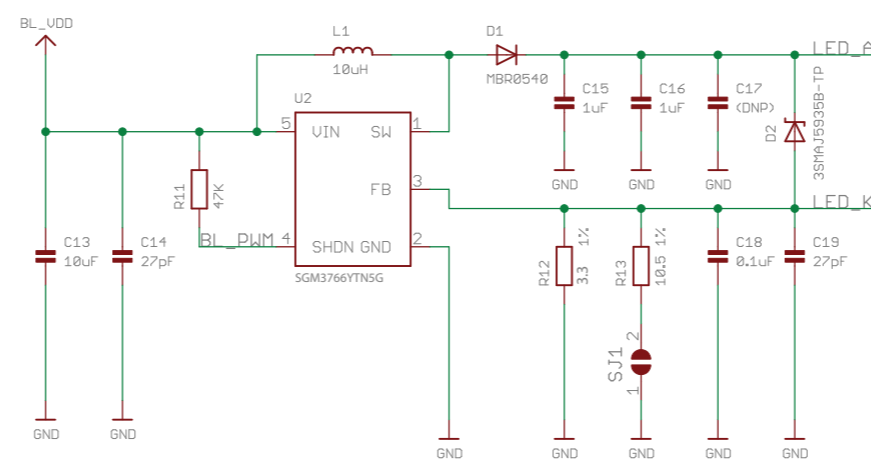 BL_VDD
L1
10uH
D1
MBR0540
LED_A
U2
5
VIN
SW
1
FB
3
BL_PWM
4
SHDN
GND
2
SGM3766YTN5G
R11
47K
C13
10uF
C14
27pF
C15
1uF
C16
1uF
C17
(DNP)
D2
3SMAJ5935B-TP
GND
GND
GND
LED_K
R12
3.3
1%
R13
10.5
1%
C18
0.1uF
C19
27pF
SJ1
2
1
GND
GND
GND
GND
GND
GND
GND